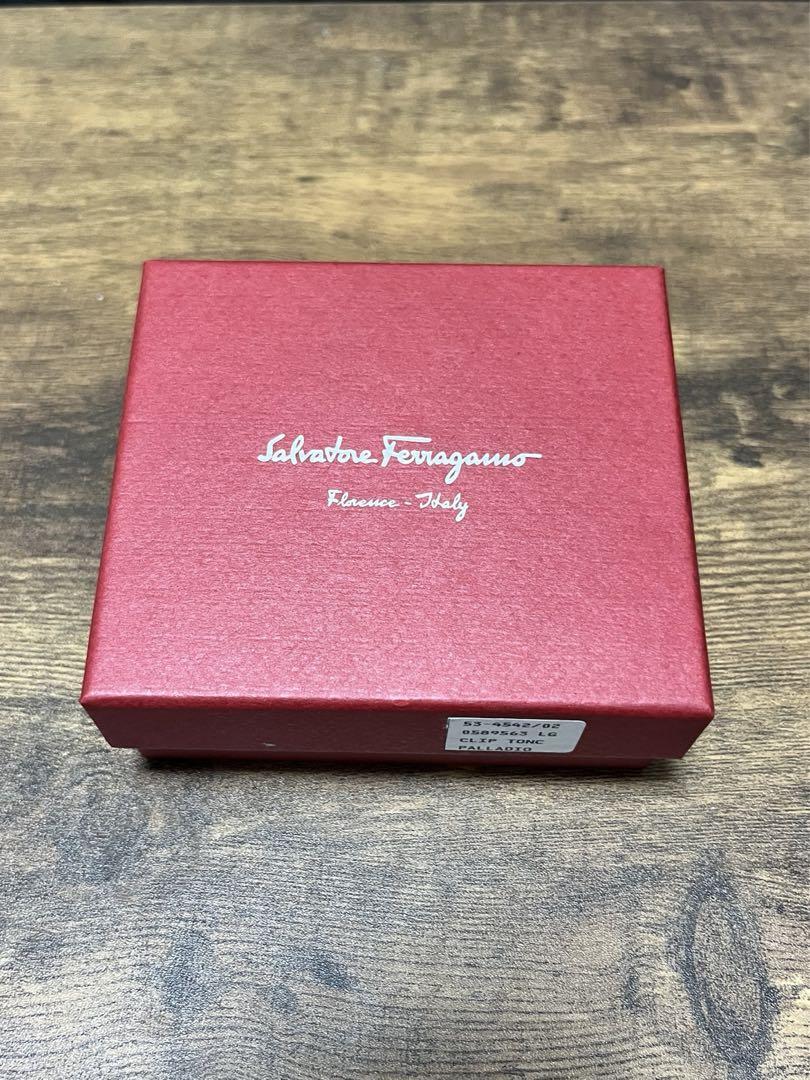 Salvatore Ferragamo
Florence - Italy
53-4542/02
0589563 LG
CLIP TONC
PALLADIO